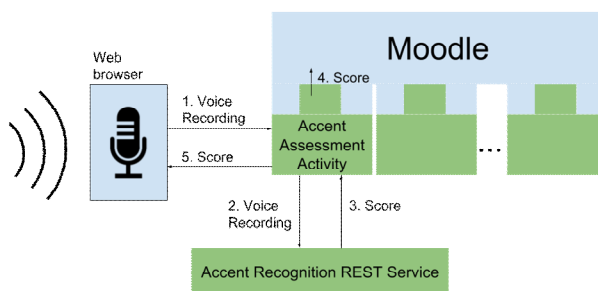 Moodle
Web
browser
4. Score
1. Voice
Recording
Accent
Assessment
Activity
5. Score
...
2. Voice
Recording
3. Score
Accent Recognition REST Service